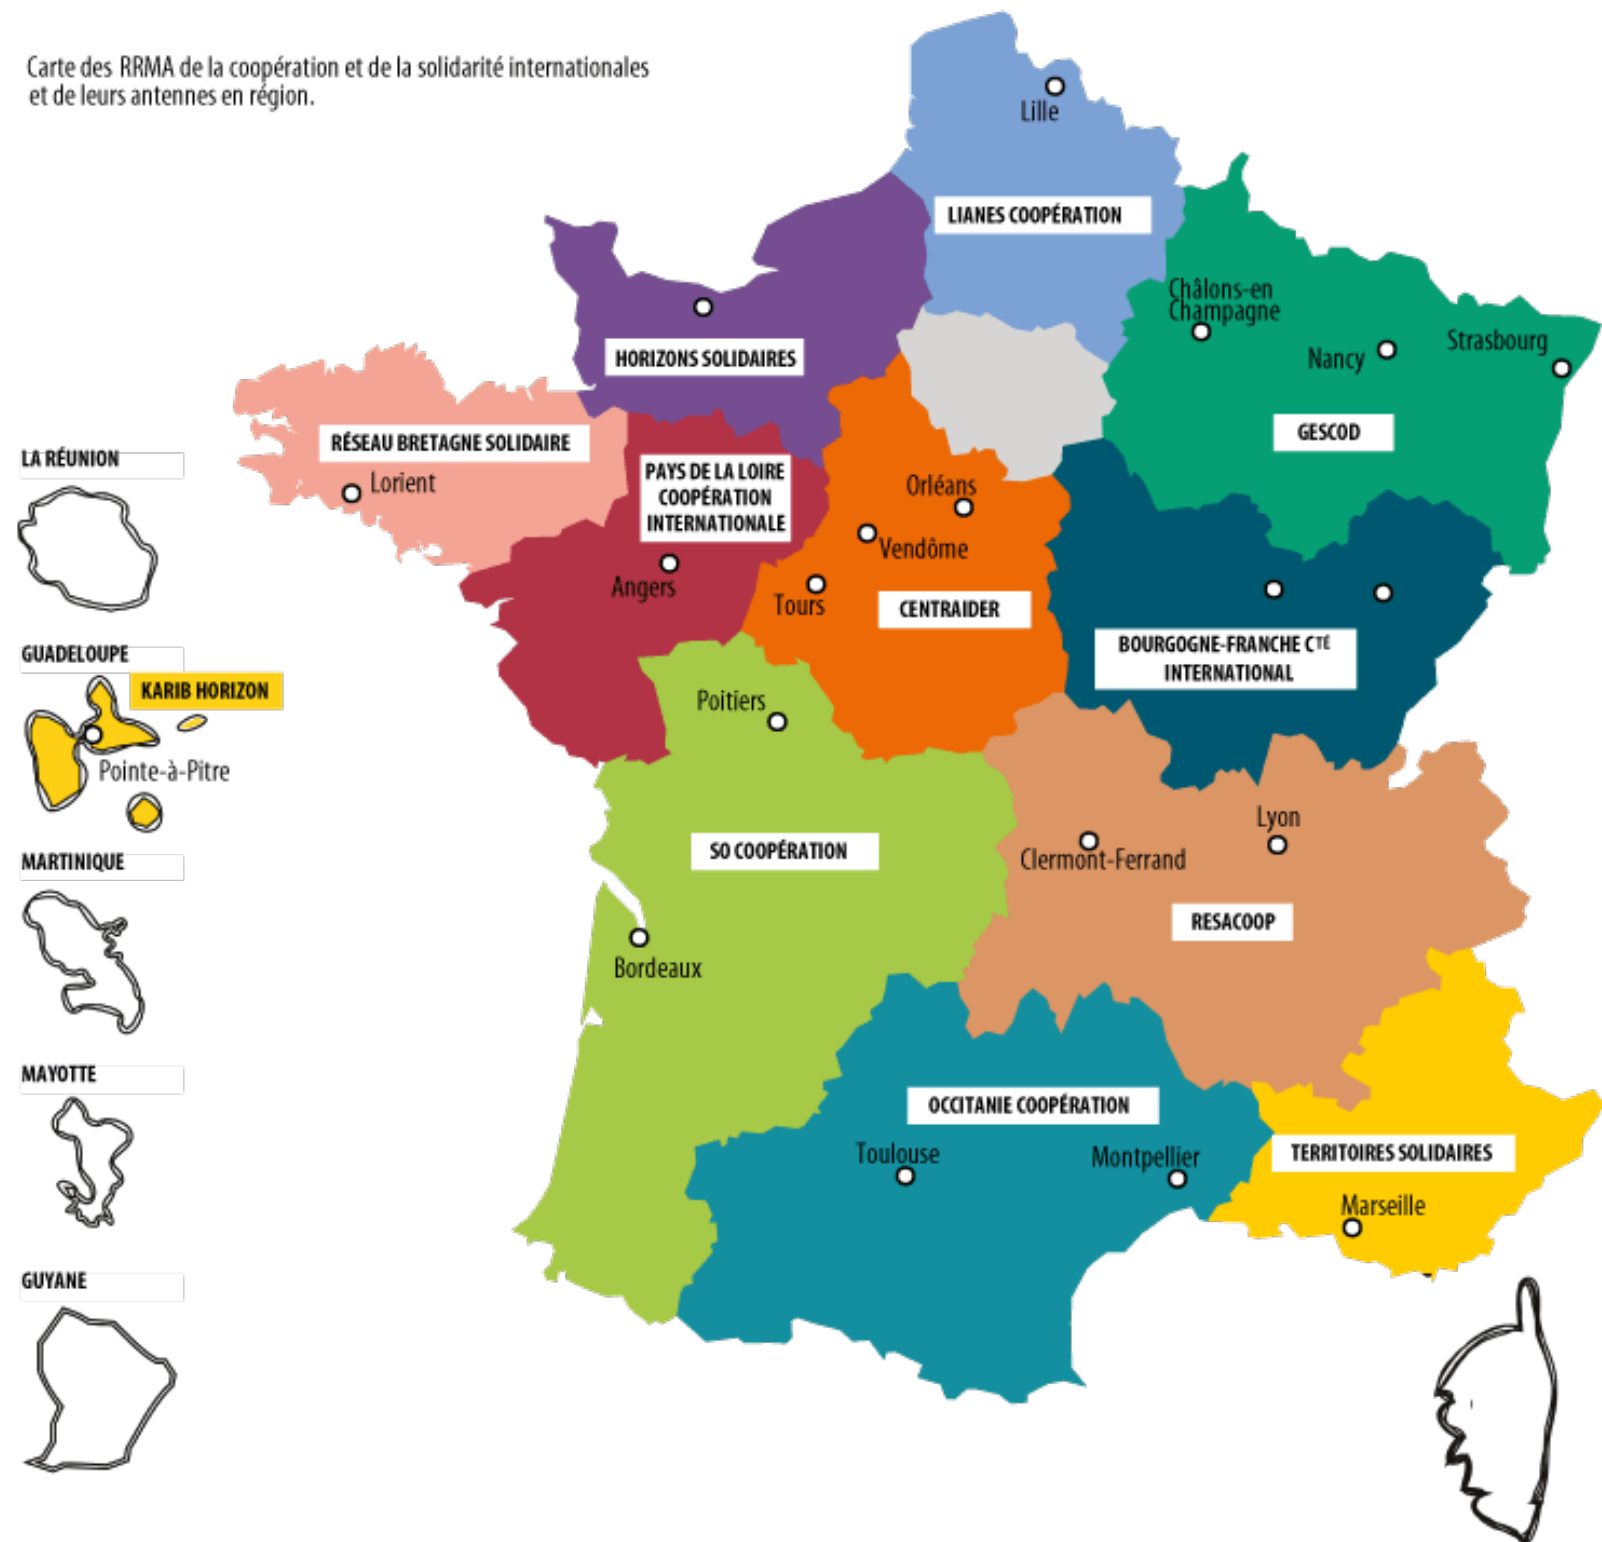 Carte des RRMA de la coopération et de la solidarité internationales
et de leurs antennes en région.
Lille
LIANES COOPÉRATION
Châlons-en
Champagne
Nancy
Strasbourg
GESCOD
HORIZONS SOLIDAIRES
RÉSEAU BRETAGNE SOLIDAIRE
Lorient
PAYS DE LA LOIRE
COOPÉRATION
INTERNATIONALE
Angers
Orléans
Vendôme
Tours
CENTRAIDER
BOURGOGNE-FRANCHE CTÉ
INTERNATIONAL
Poitiers
SO COOPÉRATION
Bordeaux
Clermont-Ferrand
Lyon
RESACOOP
OCCITANIE COOPÉRATION
Toulouse
Montpellier
TERRITOIRES SOLIDAIRES
Marseille
LA RÉUNION
GUADELOUPE
KARIB HORIZON
Pointe-à-Pitre
MARTINIQUE
MAYOTTE
GUYANE